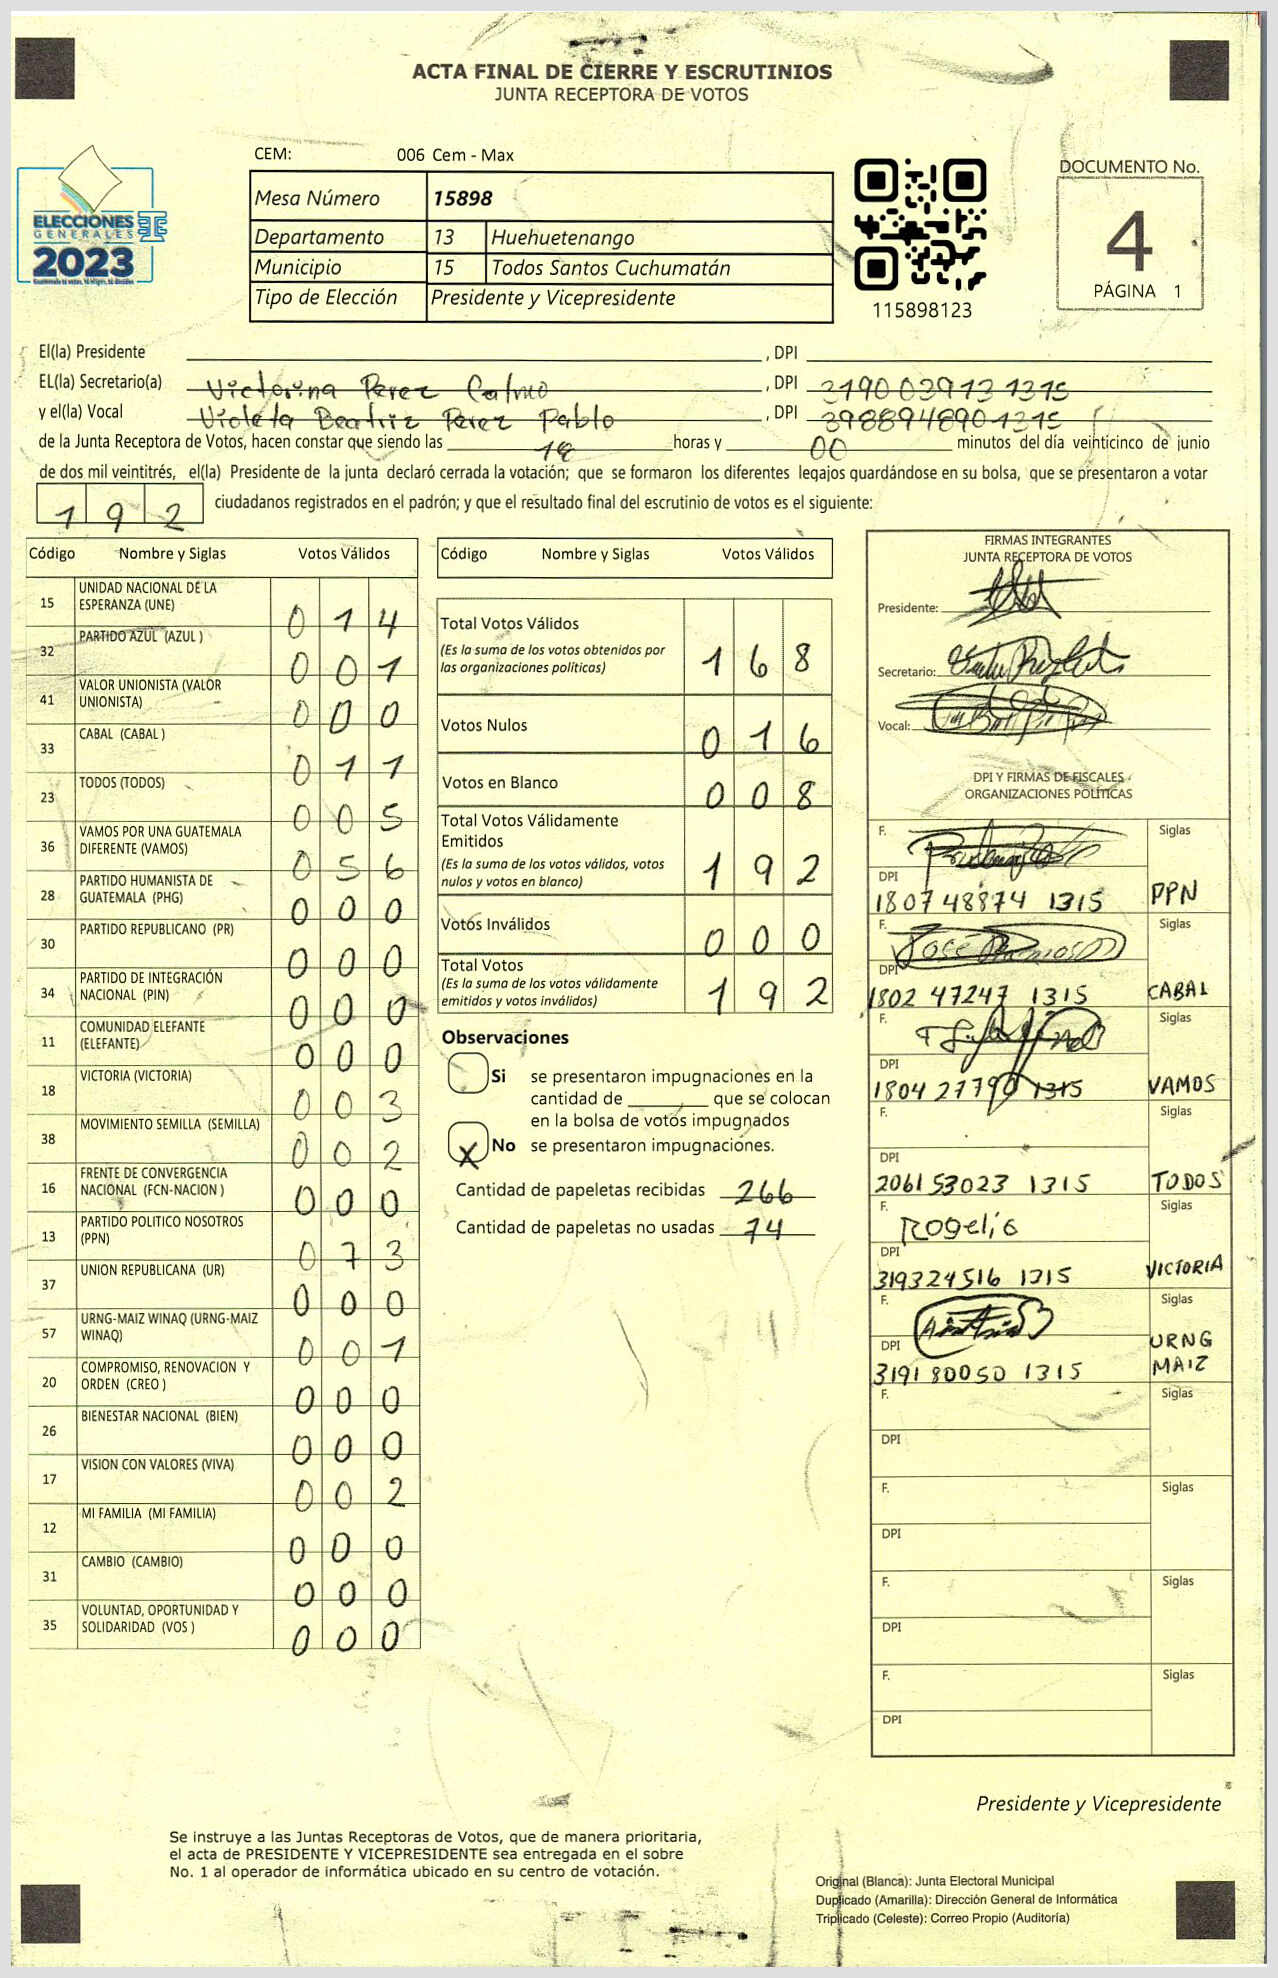 ACTA FINAL DE CIERRE Y ESCRUTINIOS
JUNTA RECEPTORA DE VOTOS
ELECCIONES
GENERALES
2023
CEM: 006 Cem - Max
Mesa Número 15898
Departamento 13 Huehuetenango
Municipio 15 Todos Santos Cuchumatán
Tipo de Elección Presidente y Vicepresidente
115898123
DOCUMENTO No.
4
PÁGINA 1
El(la) Presidente , DPI
EL(la) Secretario(a) Victorina Perez Calmo , DPI 3190 03913 1315
y el(la) Vocal Violeta Beatriz Perez Pablo , DPI 398894890 1315
de la Junta Receptora de Votos, hacen constar que siendo las 18 horas y 00 minutos del día veinticinco de junio
de dos mil veintitrés, el(la) Presidente de la junta declaró cerrada la votación; que se formaron los diferentes legajos guardándose en su bolsa, que se presentaron a votar
192 ciudadanos registrados en el padrón; y que el resultado final del escrutinio de votos es el siguiente:
Código Nombre y Siglas Votos Válidos
15 UNIDAD NACIONAL DE LA ESPERANZA (UNE) 0 1 4
32 PARTIDO AZUL (AZUL ) 0 0 1
41 VALOR UNIONISTA (VALOR UNIONISTA) 0 0 0
33 CABAL (CABAL ) 0 1 1
23 TODOS (TODOS) 0 0 5
36 VAMOS POR UNA GUATEMALA DIFERENTE (VAMOS) 0 5 6
28 PARTIDO HUMANISTA DE GUATEMALA (PHG) 0 0 0
30 PARTIDO REPUBLICANO (PR) 0 0 0
34 PARTIDO DE INTEGRACIÓN NACIONAL (PIN) 0 0 0
11 COMUNIDAD ELEFANTE (ELEFANTE) 0 0 0
18 VICTORIA (VICTORIA) 0 0 3
38 MOVIMIENTO SEMILLA (SEMILLA) 0 0 2
16 FRENTE DE CONVERGENCIA NACIONAL (FCN-NACION ) 0 0 0
13 PARTIDO POLITICO NOSOTROS (PPN) 0 7 3
37 UNION REPUBLICANA (UR) 0 0 0
57 URNG-MAIZ WINAQ (URNG-MAIZ WINAQ) 0 0 1
20 COMPROMISO, RENOVACION Y ORDEN (CREO ) 0 0 0
26 BIENESTAR NACIONAL (BIEN) 0 0 0
17 VISION CON VALORES (VIVA) 0 0 2
12 MI FAMILIA (MI FAMILIA) 0 0 0
31 CAMBIO (CAMBIO) 0 0 0
35 VOLUNTAD, OPORTUNIDAD Y SOLIDARIDAD (VOS ) 0 0 0
Código Nombre y Siglas Votos Válidos
Total Votos Válidos 1 6 8
(Es la suma de los votos obtenidos por
las organizaciones políticas)
Votos Nulos 0 1 6
Votos en Blanco 0 0 8
Total Votos Válidamente
Emitidos 1 9 2
(Es la suma de los votos válidos, votos
nulos y votos en blanco)
Votos Inválidos 0 0 0
Total Votos 1 9 2
(Es la suma de los votos válidamente
emitidos y votos inválidos)
Observaciones
Si se presentaron impugnaciones en la
cantidad de ________ que se colocan
en la bolsa de votos impugnados
X No se presentaron impugnaciones.
Cantidad de papeletas recibidas 266
Cantidad de papeletas no usadas 74
FIRMAS INTEGRANTES
JUNTA RECEPTORA DE VOTOS
Presidente:
Secretario:
Vocal:
DPI Y FIRMAS DE FISCALES
ORGANIZACIONES POLÍTICAS
F. Siglas
DPI
1807 48874 1315 PPN
F. José Siglas
DPI
1802 47247 1315 CABAL
F. Siglas
DPI
1804 27790 1315 VAMOS
F. Siglas
DPI
2061 53023 1315 TODOS
F. Rogelio Siglas
DPI
319324516 1315 VICTORIA
F. Siglas
DPI URNG
3191 80050 1315 MAIZ
F. Siglas
DPI
F. Siglas
DPI
F. Siglas
DPI
F. Siglas
DPI
Presidente y Vicepresidente
Se instruye a las Juntas Receptoras de Votos, que de manera prioritaria,
el acta de PRESIDENTE Y VICEPRESIDENTE sea entregada en el sobre
No. 1 al operador de informática ubicado en su centro de votación.
Original (Blanca): Junta Electoral Municipal
Duplicado (Amarilla): Dirección General de Informática
Triplicado (Celeste): Correo Propio (Auditoría)